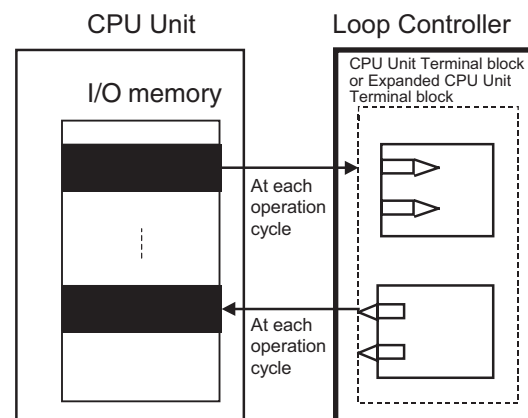 CPU Unit
Loop Controller
CPU Unit Terminal block
or Expanded CPU Unit
Terminal block
I/O memory
At each
operation
cycle
At each
operation
cycle